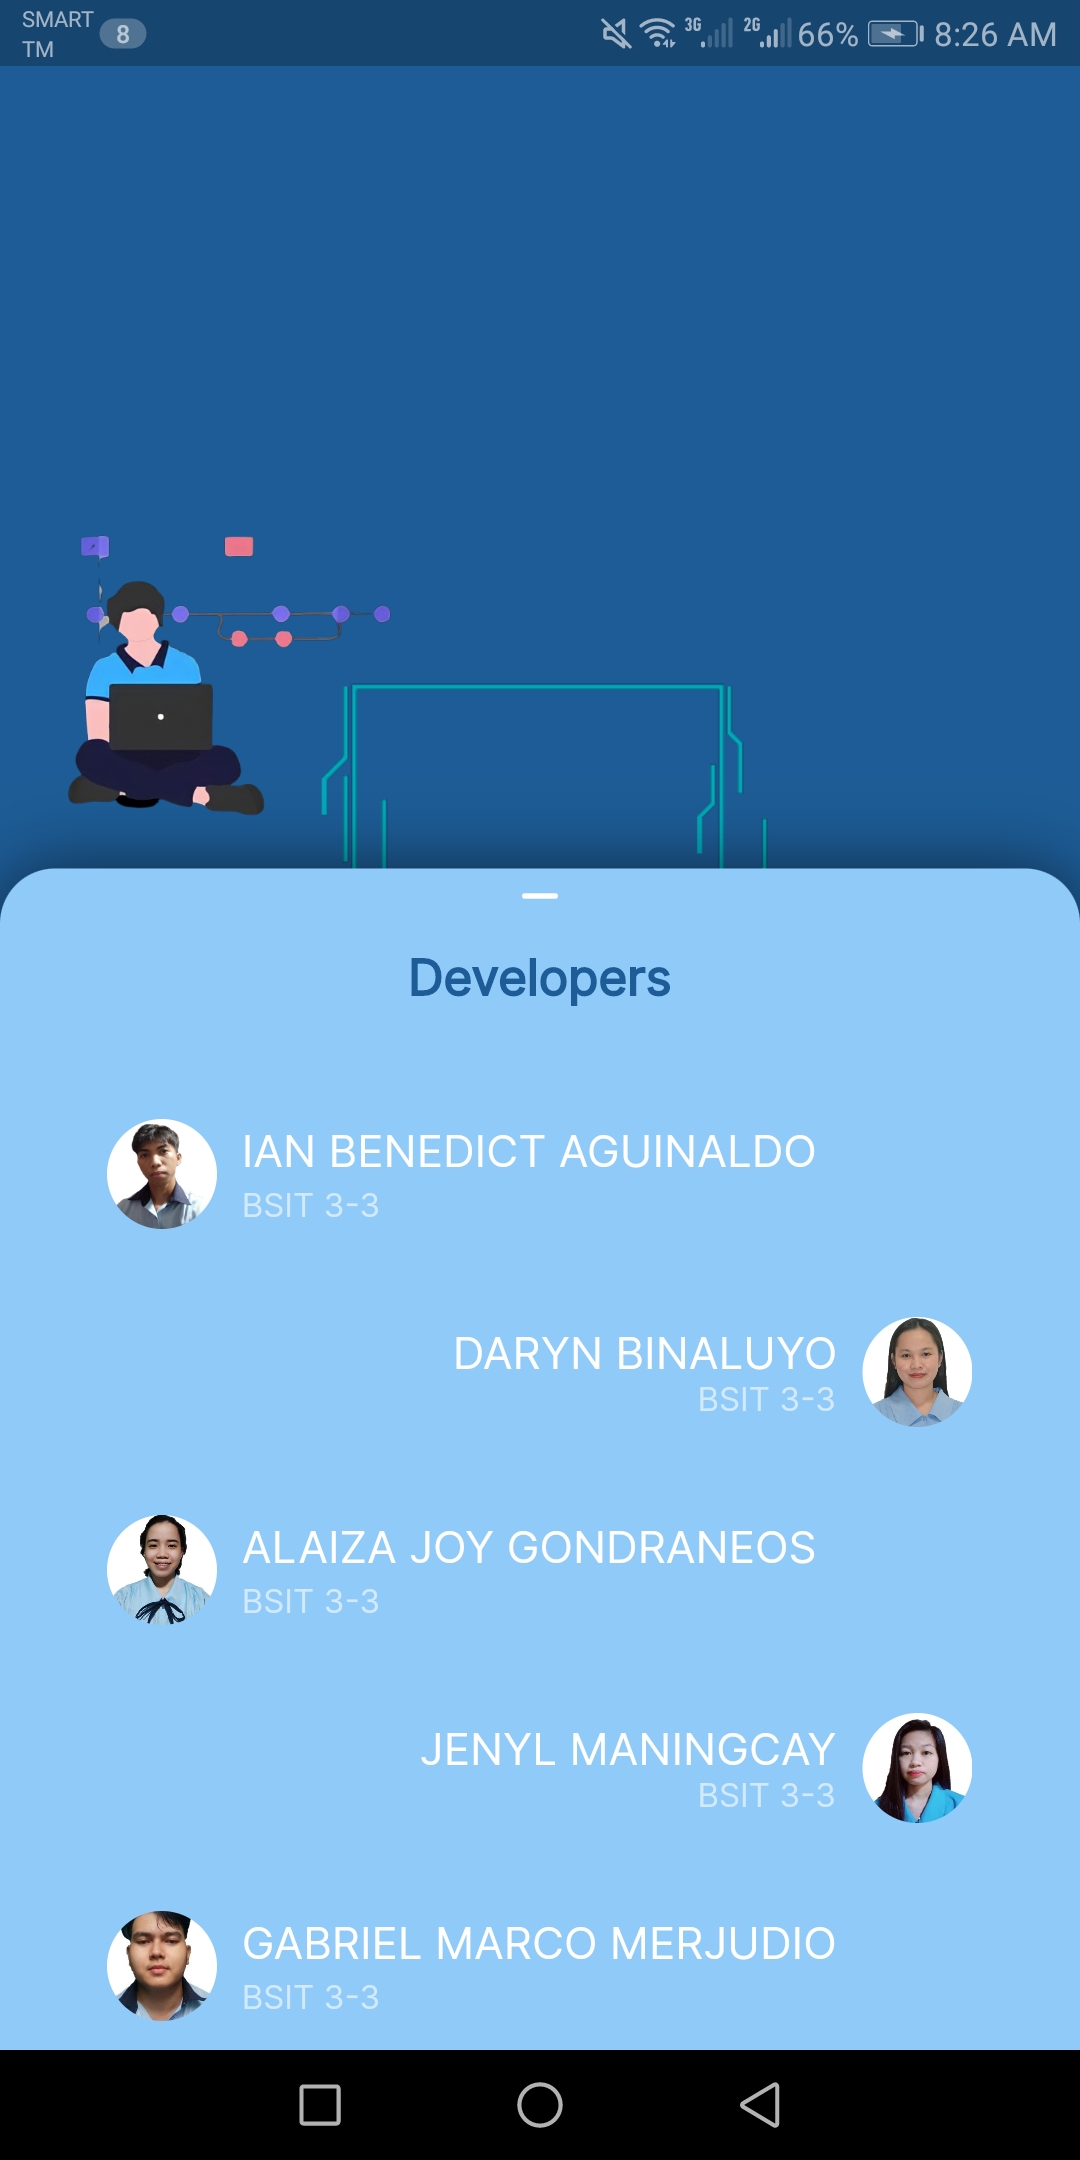 SMART
TM
8
3G
2G
66%
8:26 AM
Developers
IAN BENEDICT AGUINALDO
BSIT 3-3
DARYN BINALUYO
BSIT 3-3
ALAIZA JOY GONDRANEOS
BSIT 3-3
JENYL MANINGCAY
BSIT 3-3
GABRIEL MARCO MERJUDIO
BSIT 3-3